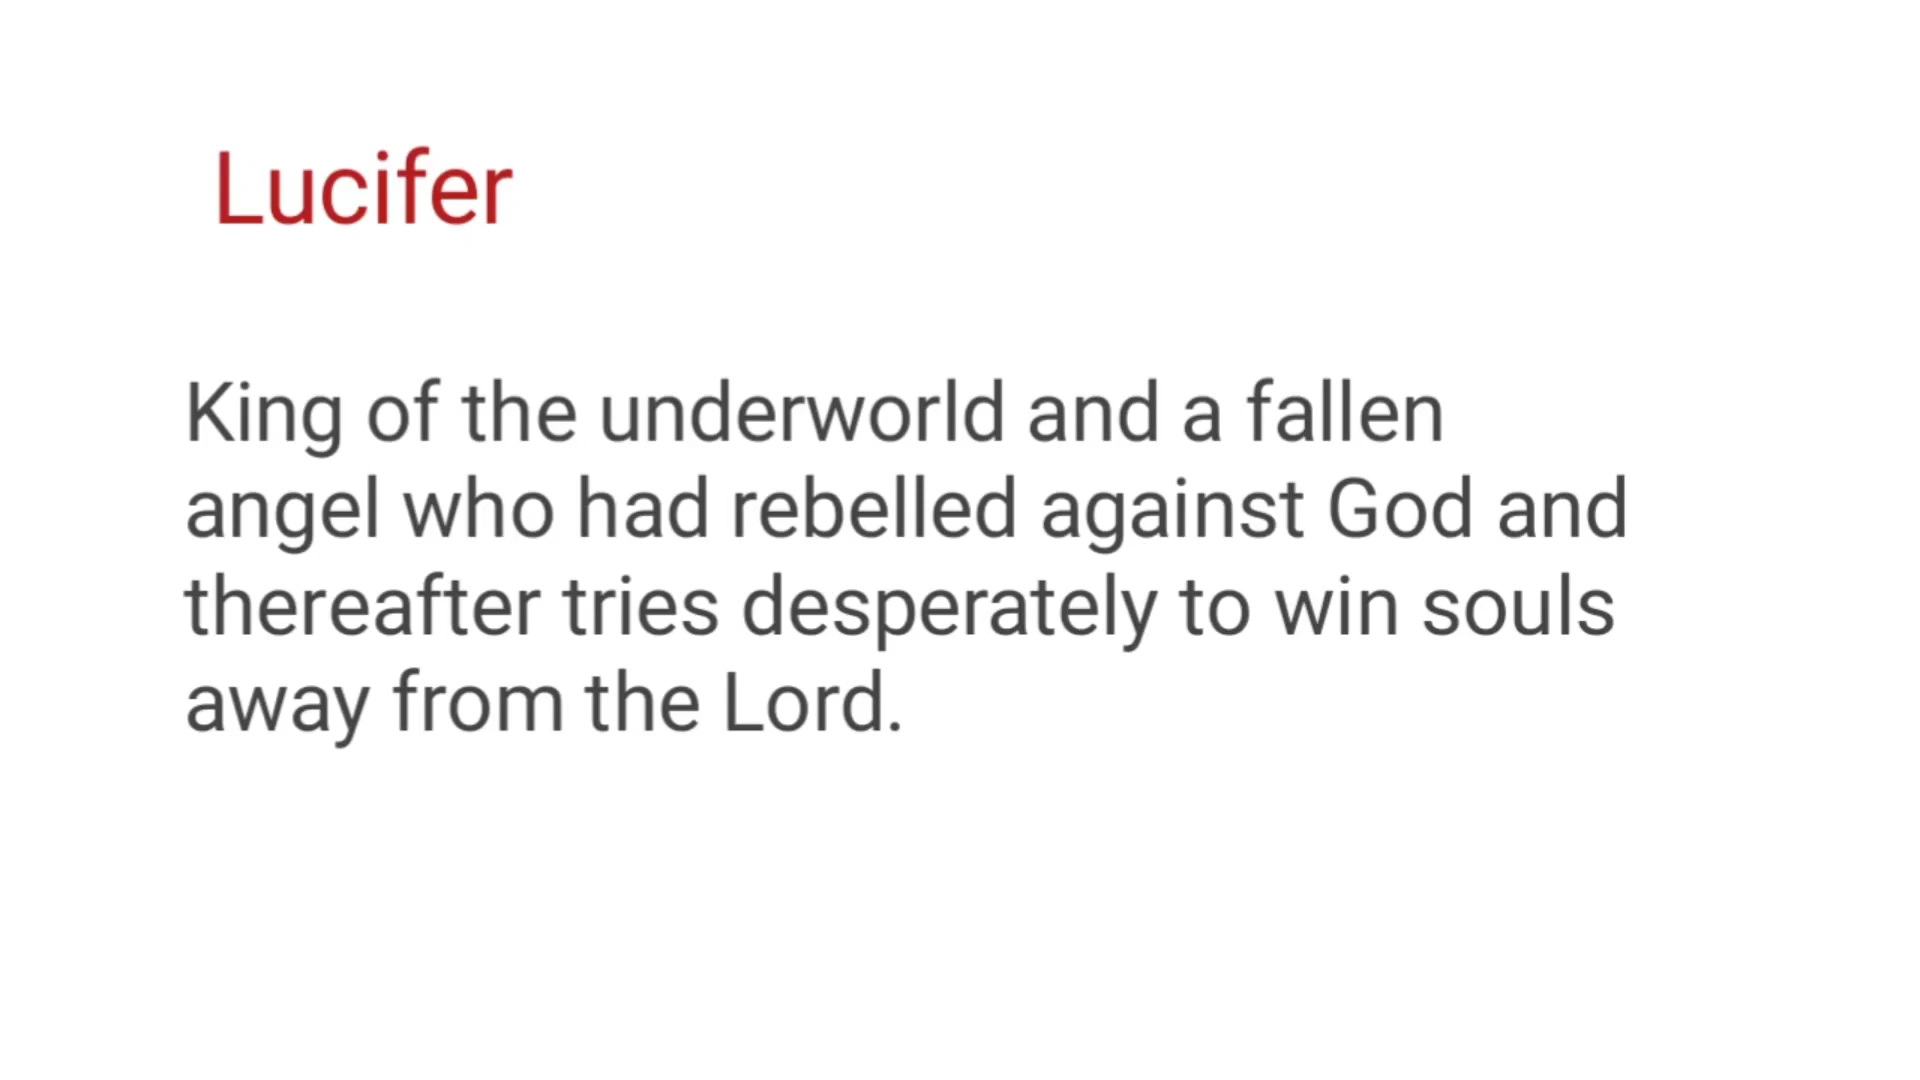 Lucifer
King of the underworld and a fallen
angel who had rebelled against God and
thereafter tries desperately to win souls
away from the Lord.